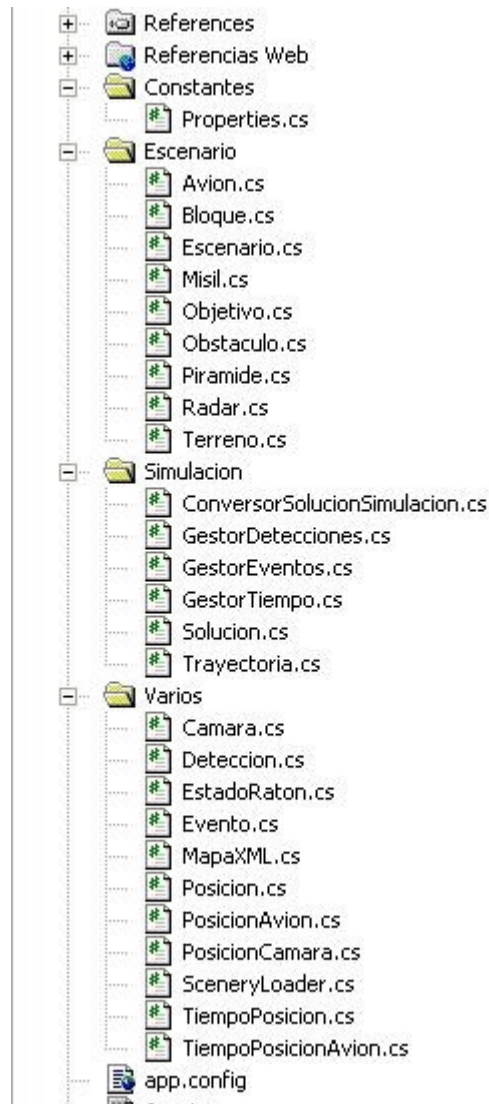 References
Referencias Web
Constantes
Properties.cs
Escenario
Avion.cs
Bloque.cs
Escenario.cs
Misil.cs
Objetivo.cs
Obstaculo.cs
Piramide.cs
Radar.cs
Terreno.cs
Simulacion
ConversorSolucionSimulacion.cs
GestorDetecciones.cs
GestorEventos.cs
GestorTiempo.cs
Solucion.cs
Trayectoria.cs
Varios
Camara.cs
Deteccion.cs
EstadoRaton.cs
Evento.cs
MapaXML.cs
Posicion.cs
PosicionAvion.cs
PosicionCamara.cs
SceneryLoader.cs
TiempoPosicion.cs
TiempoPosicionAvion.cs
app.config